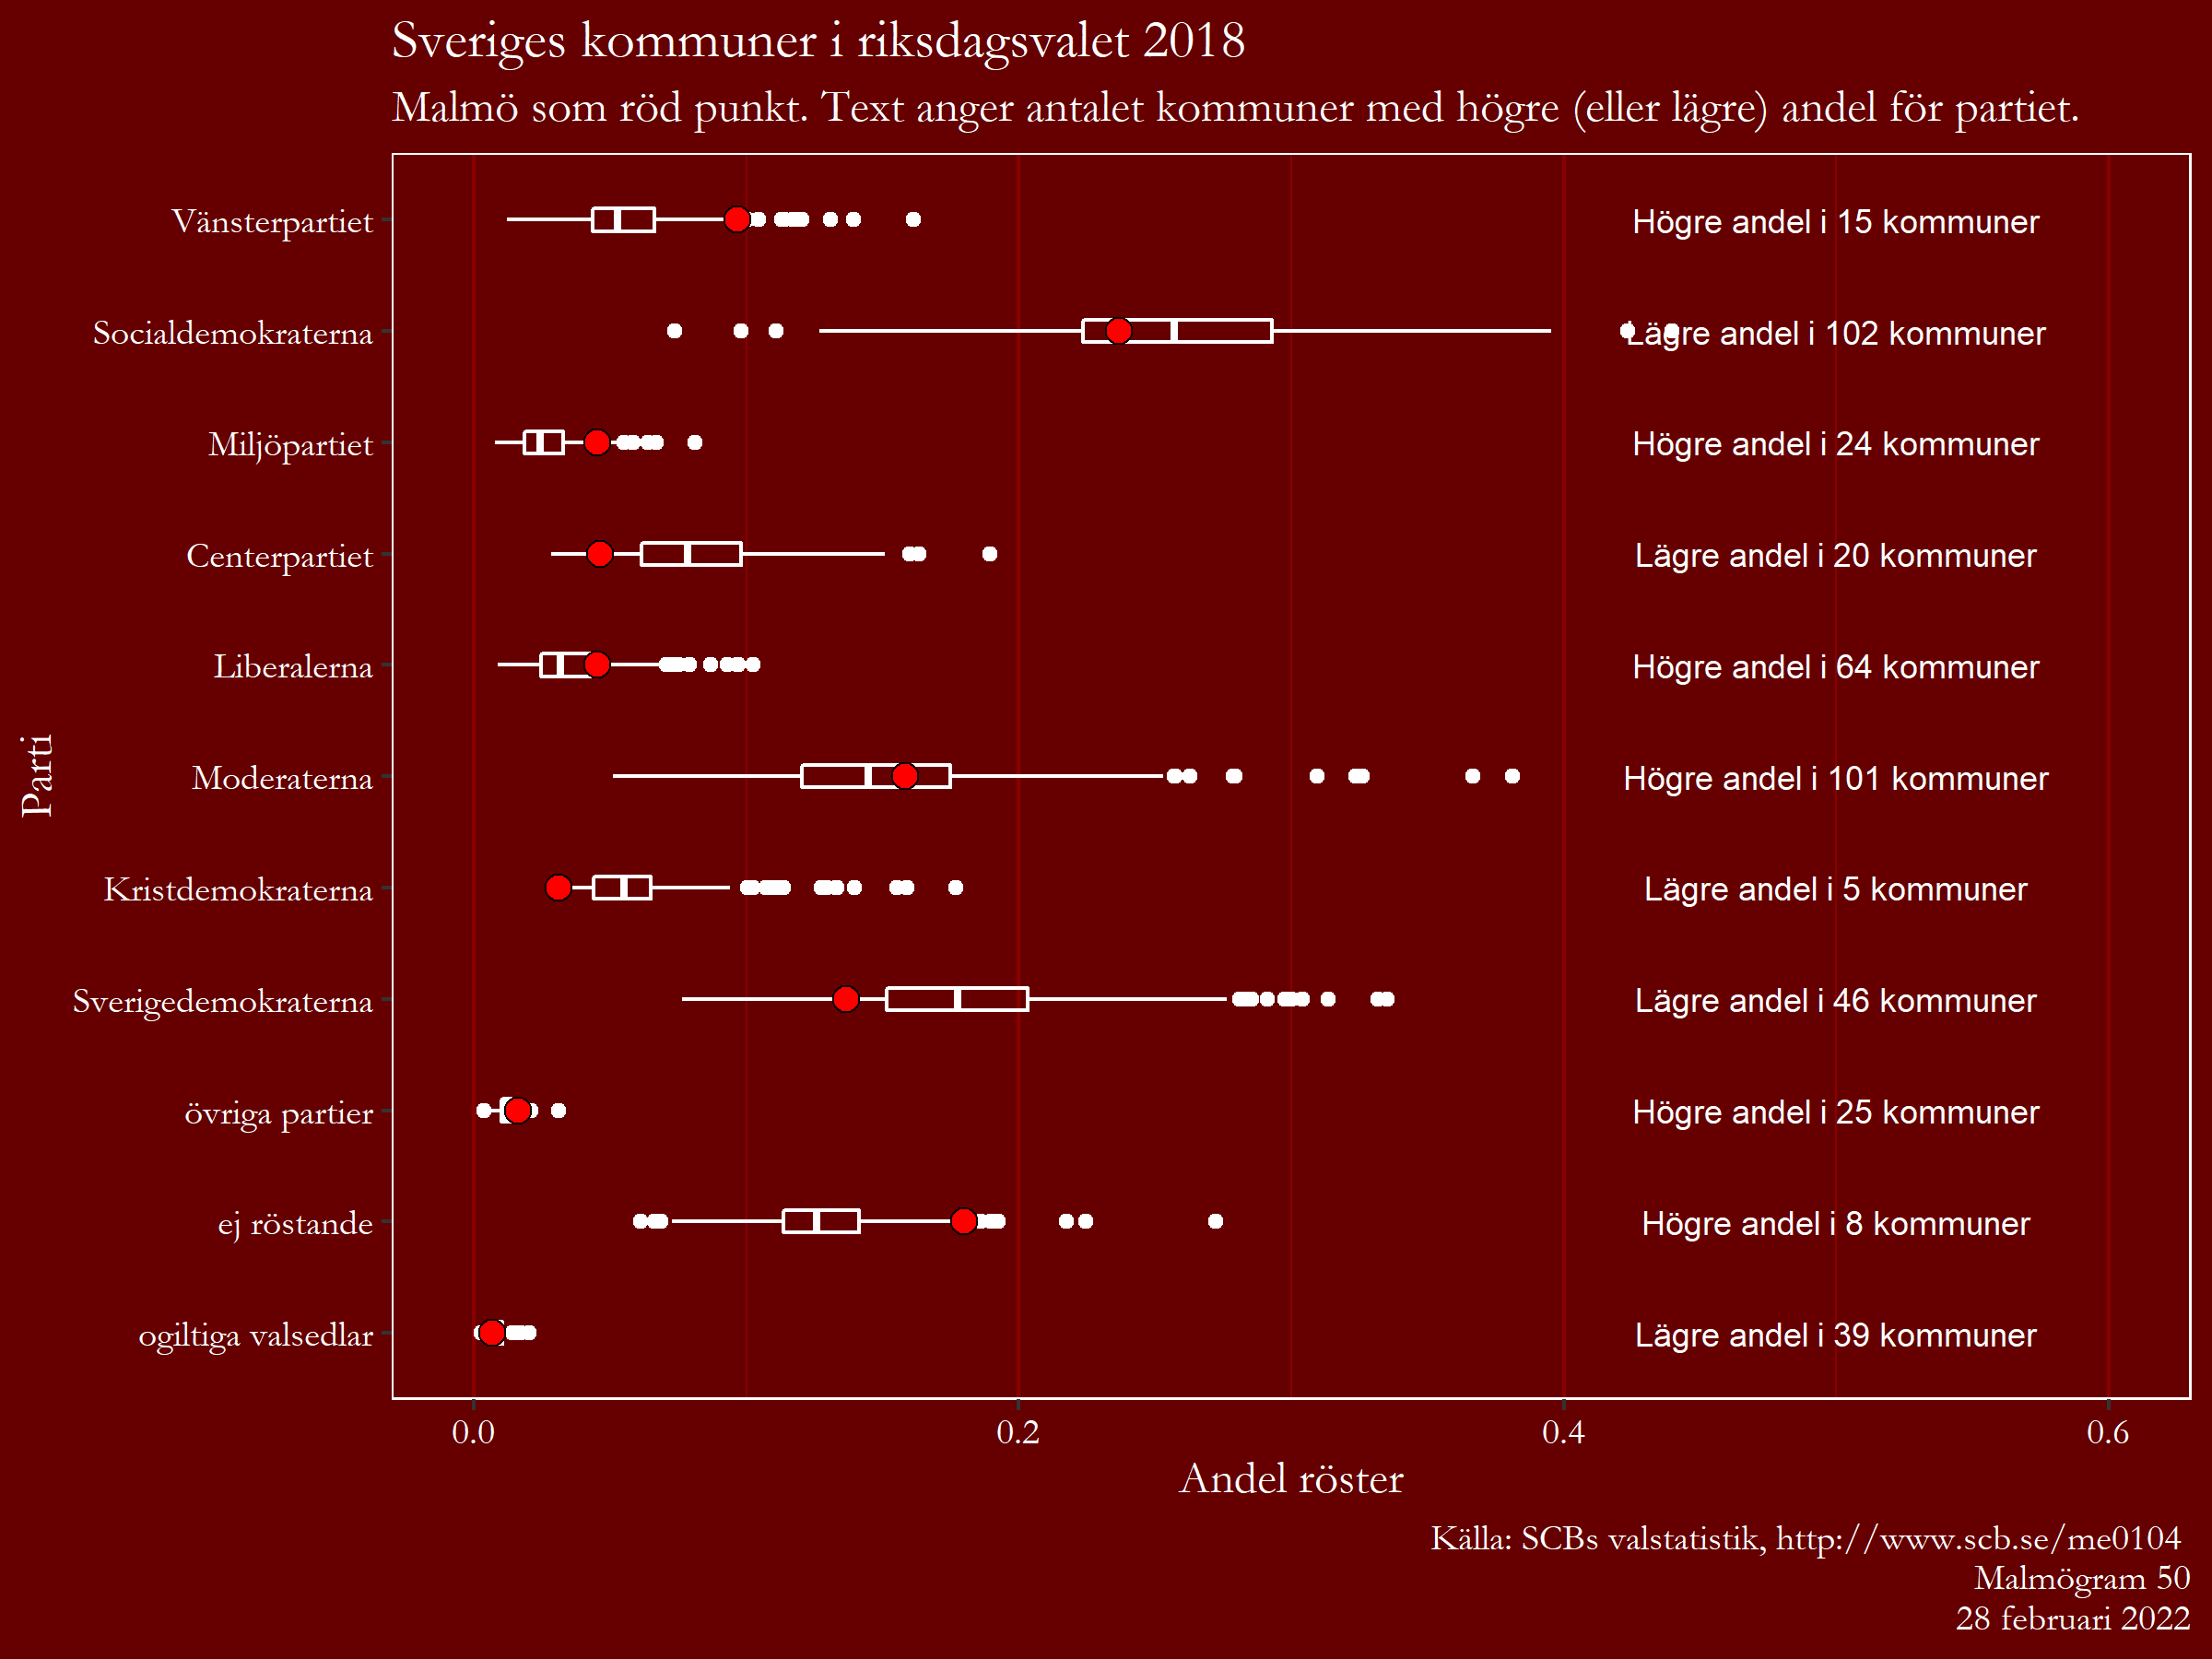 Sveriges kommuner i riksdagsvalet 2018
Malmö som röd punkt. Text anger antalet kommuner med högre (eller lägre) andel för partiet.
Parti
Vänsterpartiet
Högre andel i 15 kommuner
Socialdemokraterna
Lägre andel i 102 kommuner
Miljöpartiet
Högre andel i 24 kommuner
Centerpartiet
Lägre andel i 20 kommuner
Liberalerna
Högre andel i 64 kommuner
Moderaterna
Högre andel i 101 kommuner
Kristdemokraterna
Lägre andel i 5 kommuner
Sverigedemokraterna
Lägre andel i 46 kommuner
övriga partier
Högre andel i 25 kommuner
ej röstande
Högre andel i 8 kommuner
ogiltiga valsedlar
Lägre andel i 39 kommuner
0.0 0.2 0.4 0.6
Andel röster
Källa: SCBs valstatistik, http://www.scb.se/me0104
Malmögram 50
28 februari 2022